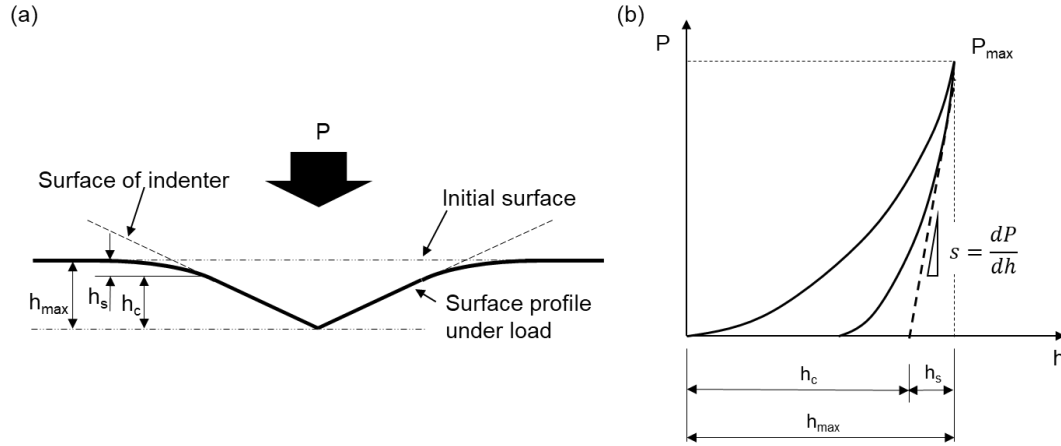 (a)
P
Surface of indenter
Initial surface
h_max
h_s
h_c
Surface profile
under load
(b)
P
P_max
s = dP/dh
h
h_c
h_s
h_max